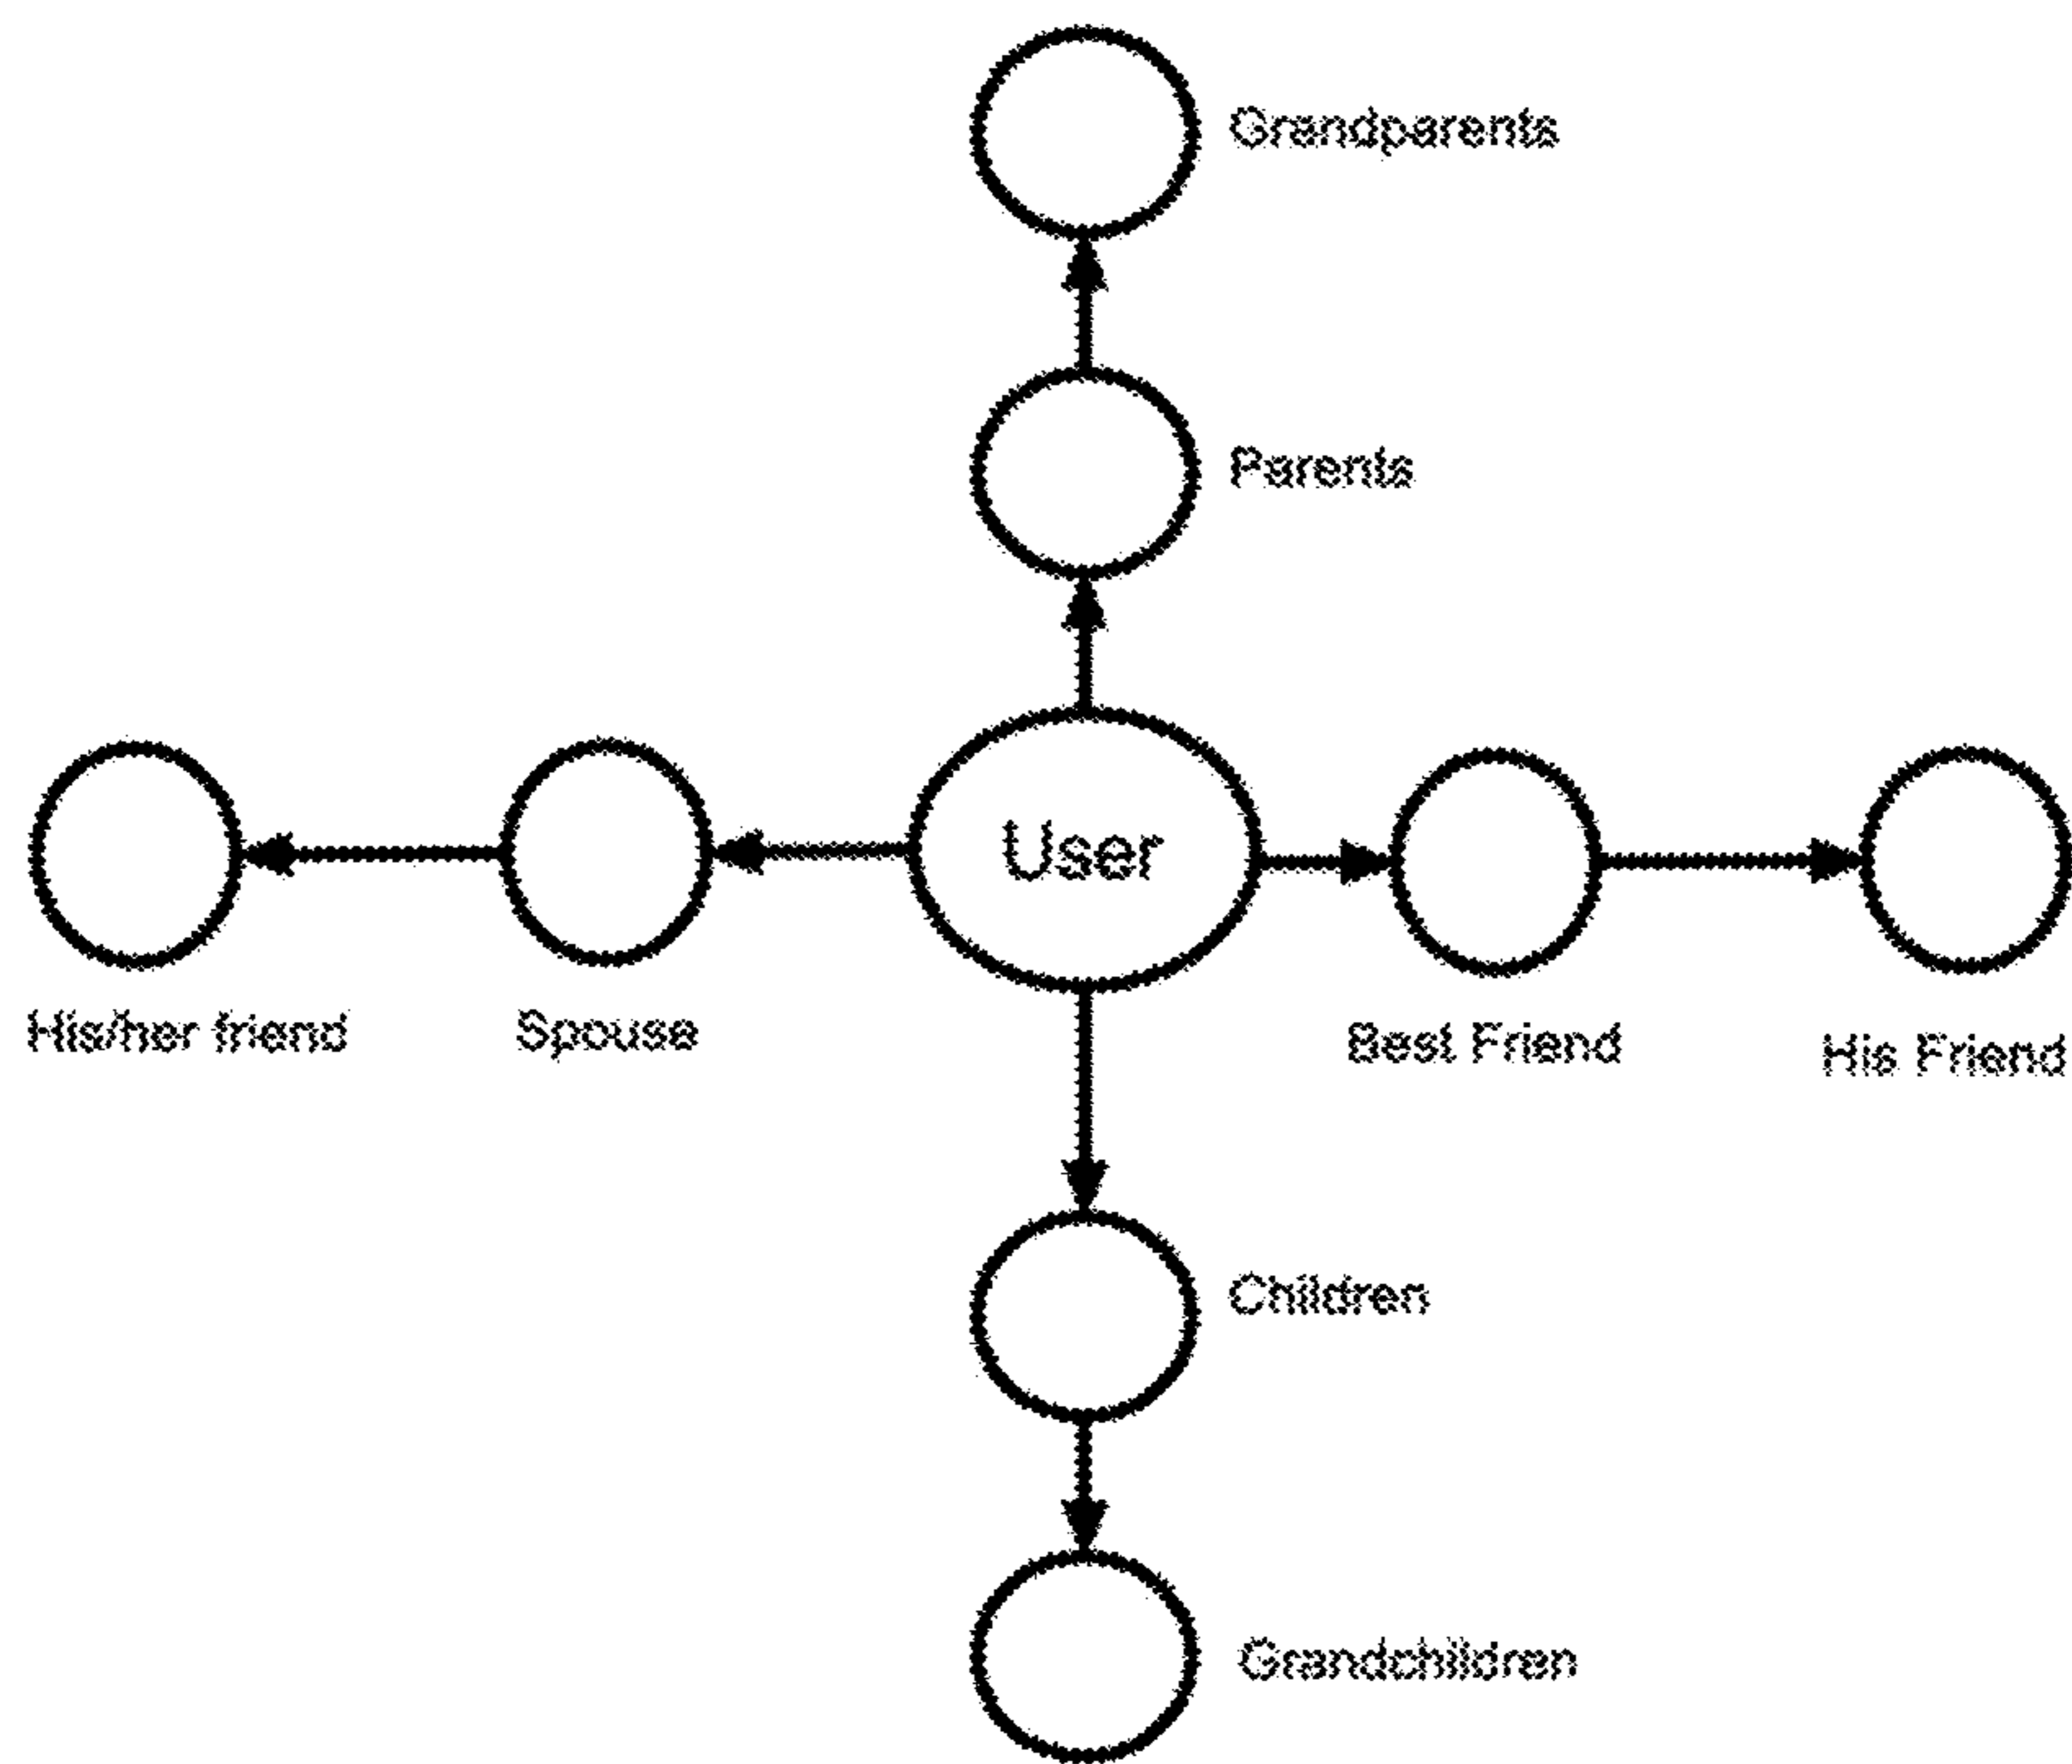 Grandparents
Parents
User
His/her friend
Spouse
Best Friend
His Friend
Children
Grandchildren